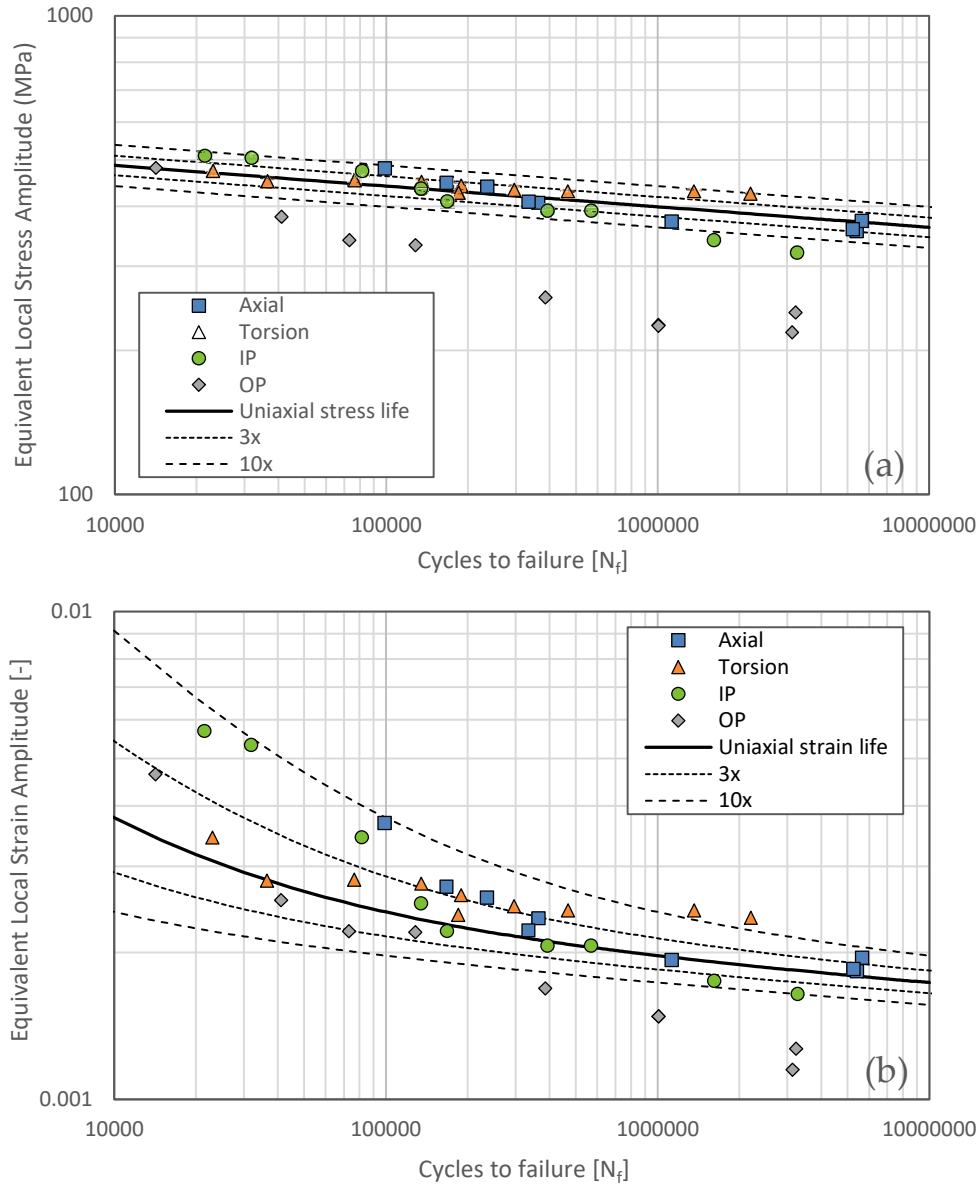 1000
Equivalent Local Stress Amplitude (MPa)
Axial
Torsion
IP
OP
Uniaxial stress life
3x
10x
(a)
100
10000 100000 1000000 10000000
Cycles to failure [Nf]
0.01
Equivalent Local Strain Amplitude [-]
Axial
Torsion
IP
OP
Uniaxial strain life
3x
10x
(b)
0.001
10000 100000 1000000 10000000
Cycles to failure [Nf]